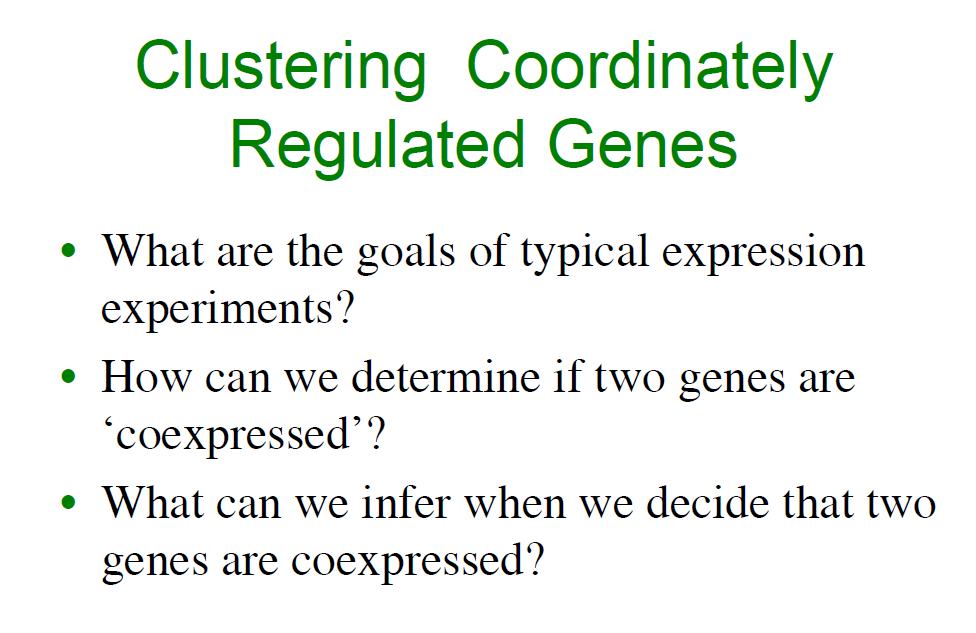 Clustering  Coordinately
Regulated Genes
• What are the goals of typical expression
experiments?
• How can we determine if two genes are
‘coexpressed’?
• What can we infer when we decide that two
genes are coexpressed?